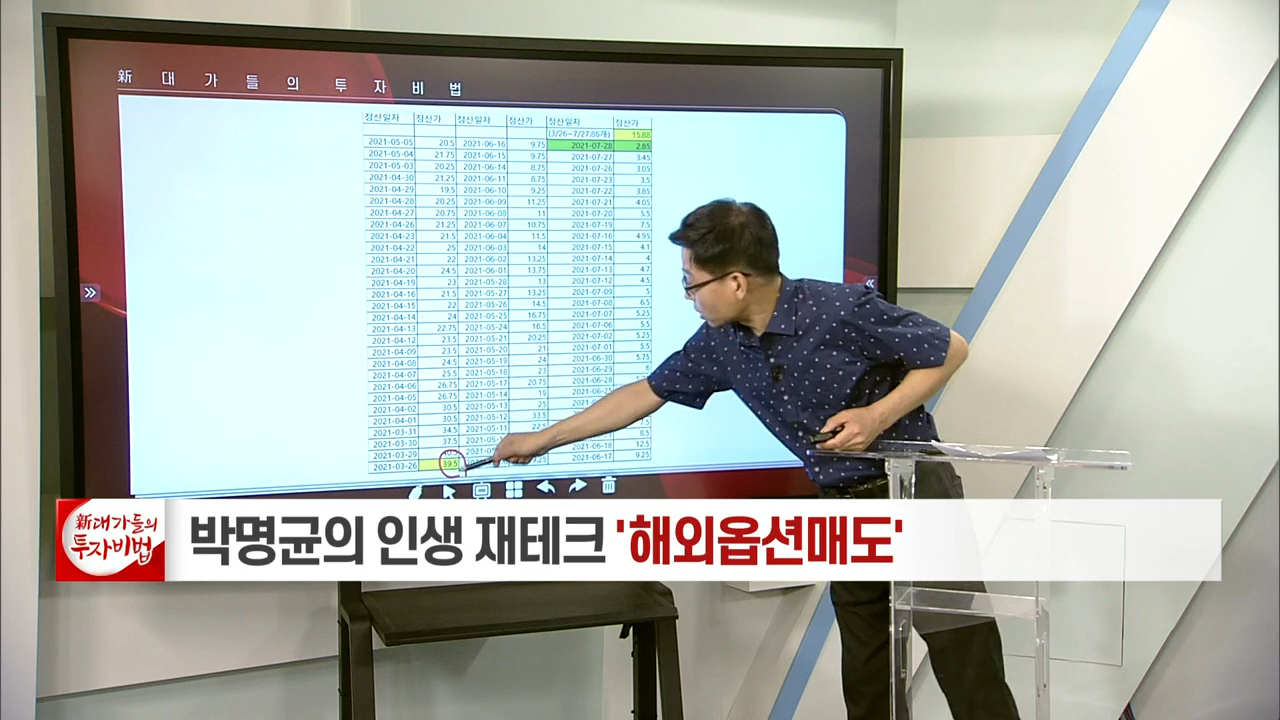 新 대 가 들 의 투 자 비 법
정산일자 정산가 정산일자 정산가 정산일자 정산가
(3/26~7/27.86개) 15.88
2021-05-05 20.5 2021-06-16 9.75 2021-07-28 2.85
2021-05-04 21.75 2021-06-15 9.75 2021-07-27 3.45
2021-05-03 20.25 2021-06-14 8.75 2021-07-26 3.05
2021-04-30 21.25 2021-06-11 8.75 2021-07-23 3.5
2021-04-29 19.5 2021-06-10 9.25 2021-07-22 3.85
2021-04-28 20.25 2021-06-09 11.25 2021-07-21 4.05
2021-04-27 20.75 2021-06-08 11 2021-07-20 5.5
2021-04-26 21.25 2021-06-07 10.75 2021-07-19 7.5
2021-04-23 21.5 2021-06-04 11.5 2021-07-16 4.95
2021-04-22 25 2021-06-03 14 2021-07-15 4.1
2021-04-21 22 2021-06-02 13.25 2021-07-14 4
2021-04-20 24.5 2021-06-01 13.75 2021-07-13 4.7
2021-04-19 23 2021-05-28 13 2021-07-12 4.5
2021-04-16 21.5 2021-05-27 13.25 2021-07-09 5
2021-04-15 22 2021-05-26 14.5 2021-07-08 6.5
2021-04-14 24 2021-05-25 16.75 2021-07-07 5.25
2021-04-13 22.75 2021-05-24 16.5 2021-07-06 5.5
2021-04-12 23.5 2021-05-21 20.25 2021-07-02 5.25
2021-04-09 23.5 2021-05-20 21 2021-07-01 5.5
2021-04-08 24.5 2021-05-19 24 2021-06-30 5.75
2021-04-07 25.5 2021-05-18 23 2021-06-29 6
2021-04-06 26.75 2021-05-17 20.75 2021-06-28
2021-04-05 26.75 2021-05-14 19
2021-04-02 30.5 2021-05-13 25
2021-04-01 30.5 2021-05-12 33.5
2021-03-31 34.5 2021-05-11 7.5
2021-03-30 37.5 8.5
2021-03-29 2021-06-18 12.5
2021-03-26 39.5 2021-06-17 9.25
新대가들의
투자비법
박명균의 인생 재테크 '해외옵션매도'